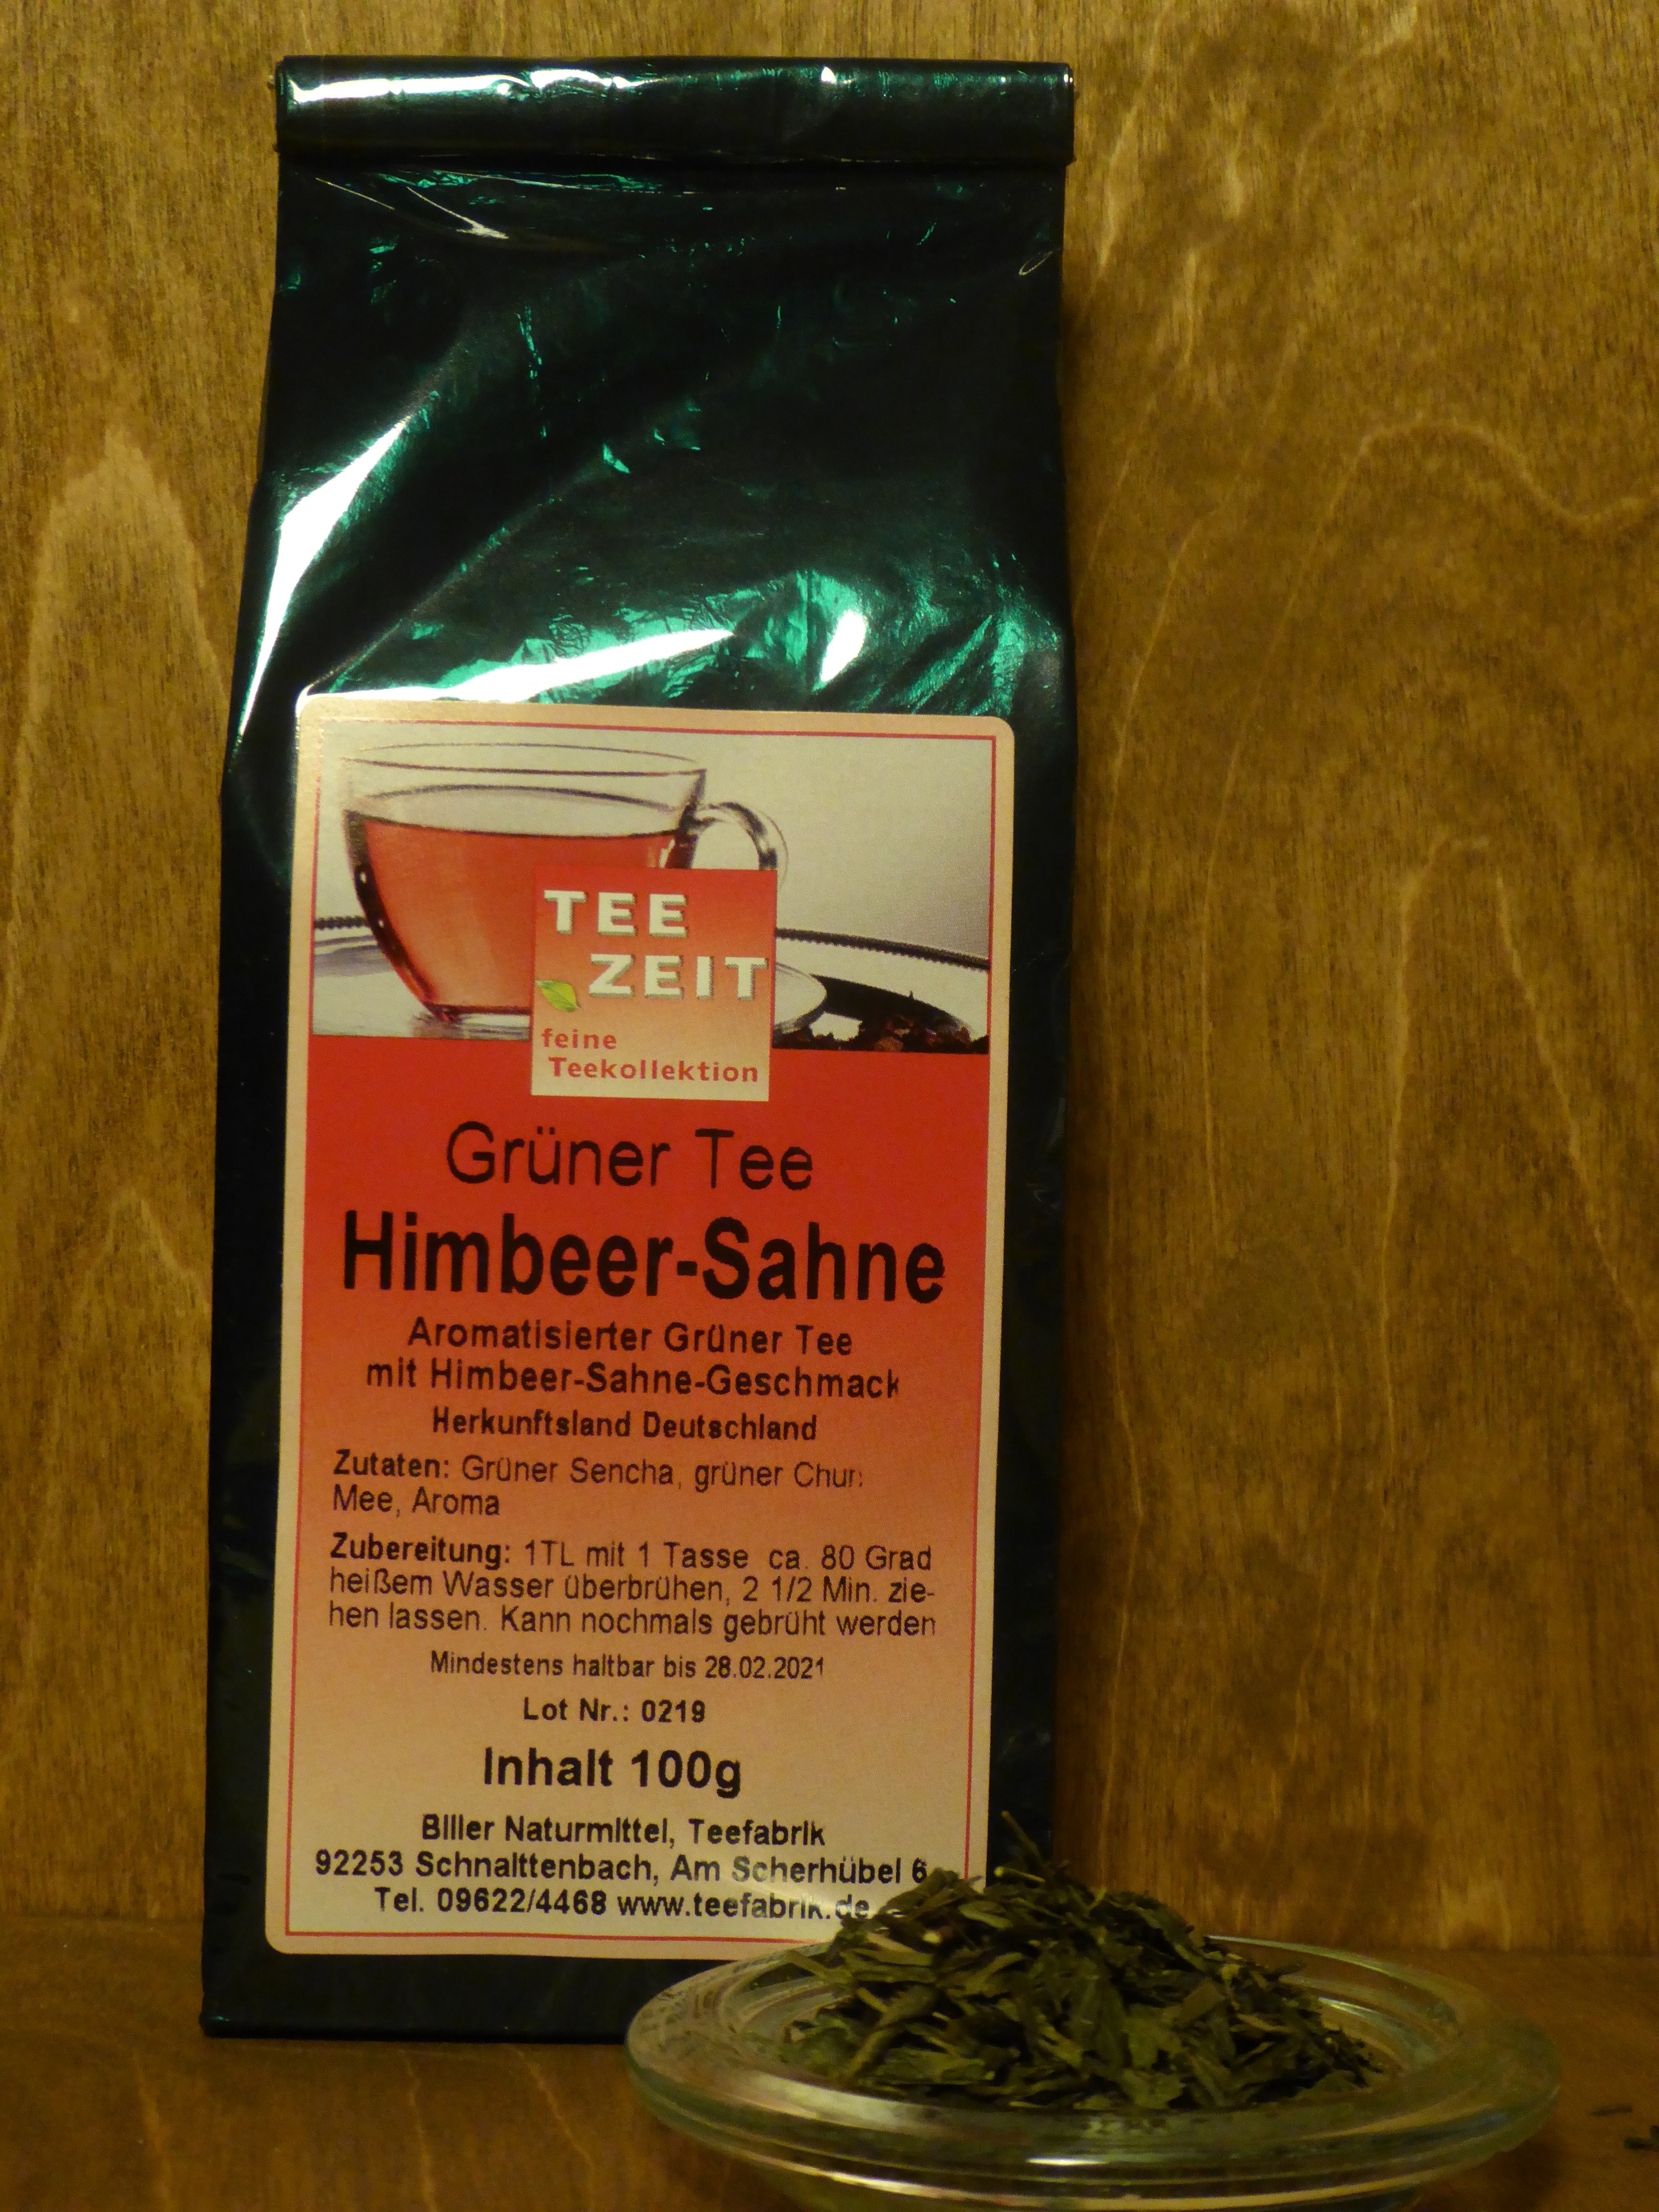 TEE
ZEIT
feine
Teekollektion
Grüner Tee
Himbeer-Sahne
Aromatisierter Grüner Tee
mit Himbeer-Sahne-Geschmack
Herkunftsland Deutschland
Zutaten: Grüner Sencha, grüner Chun
Mee, Aroma
Zubereitung: 1TL mit 1 Tasse ca. 80 Grad
heißem Wasser überbrühen, 2 1/2 Min. zie-
hen lassen. Kann nochmals gebrüht werden
Mindestens haltbar bis 28.02.2021
Lot Nr.: 0219
Inhalt 100g
Biller Naturmittel, Teefabrik
92253 Schnaittenbach, Am Scherhübel 6
Tel. 09622/4468 www.teefabrik.de